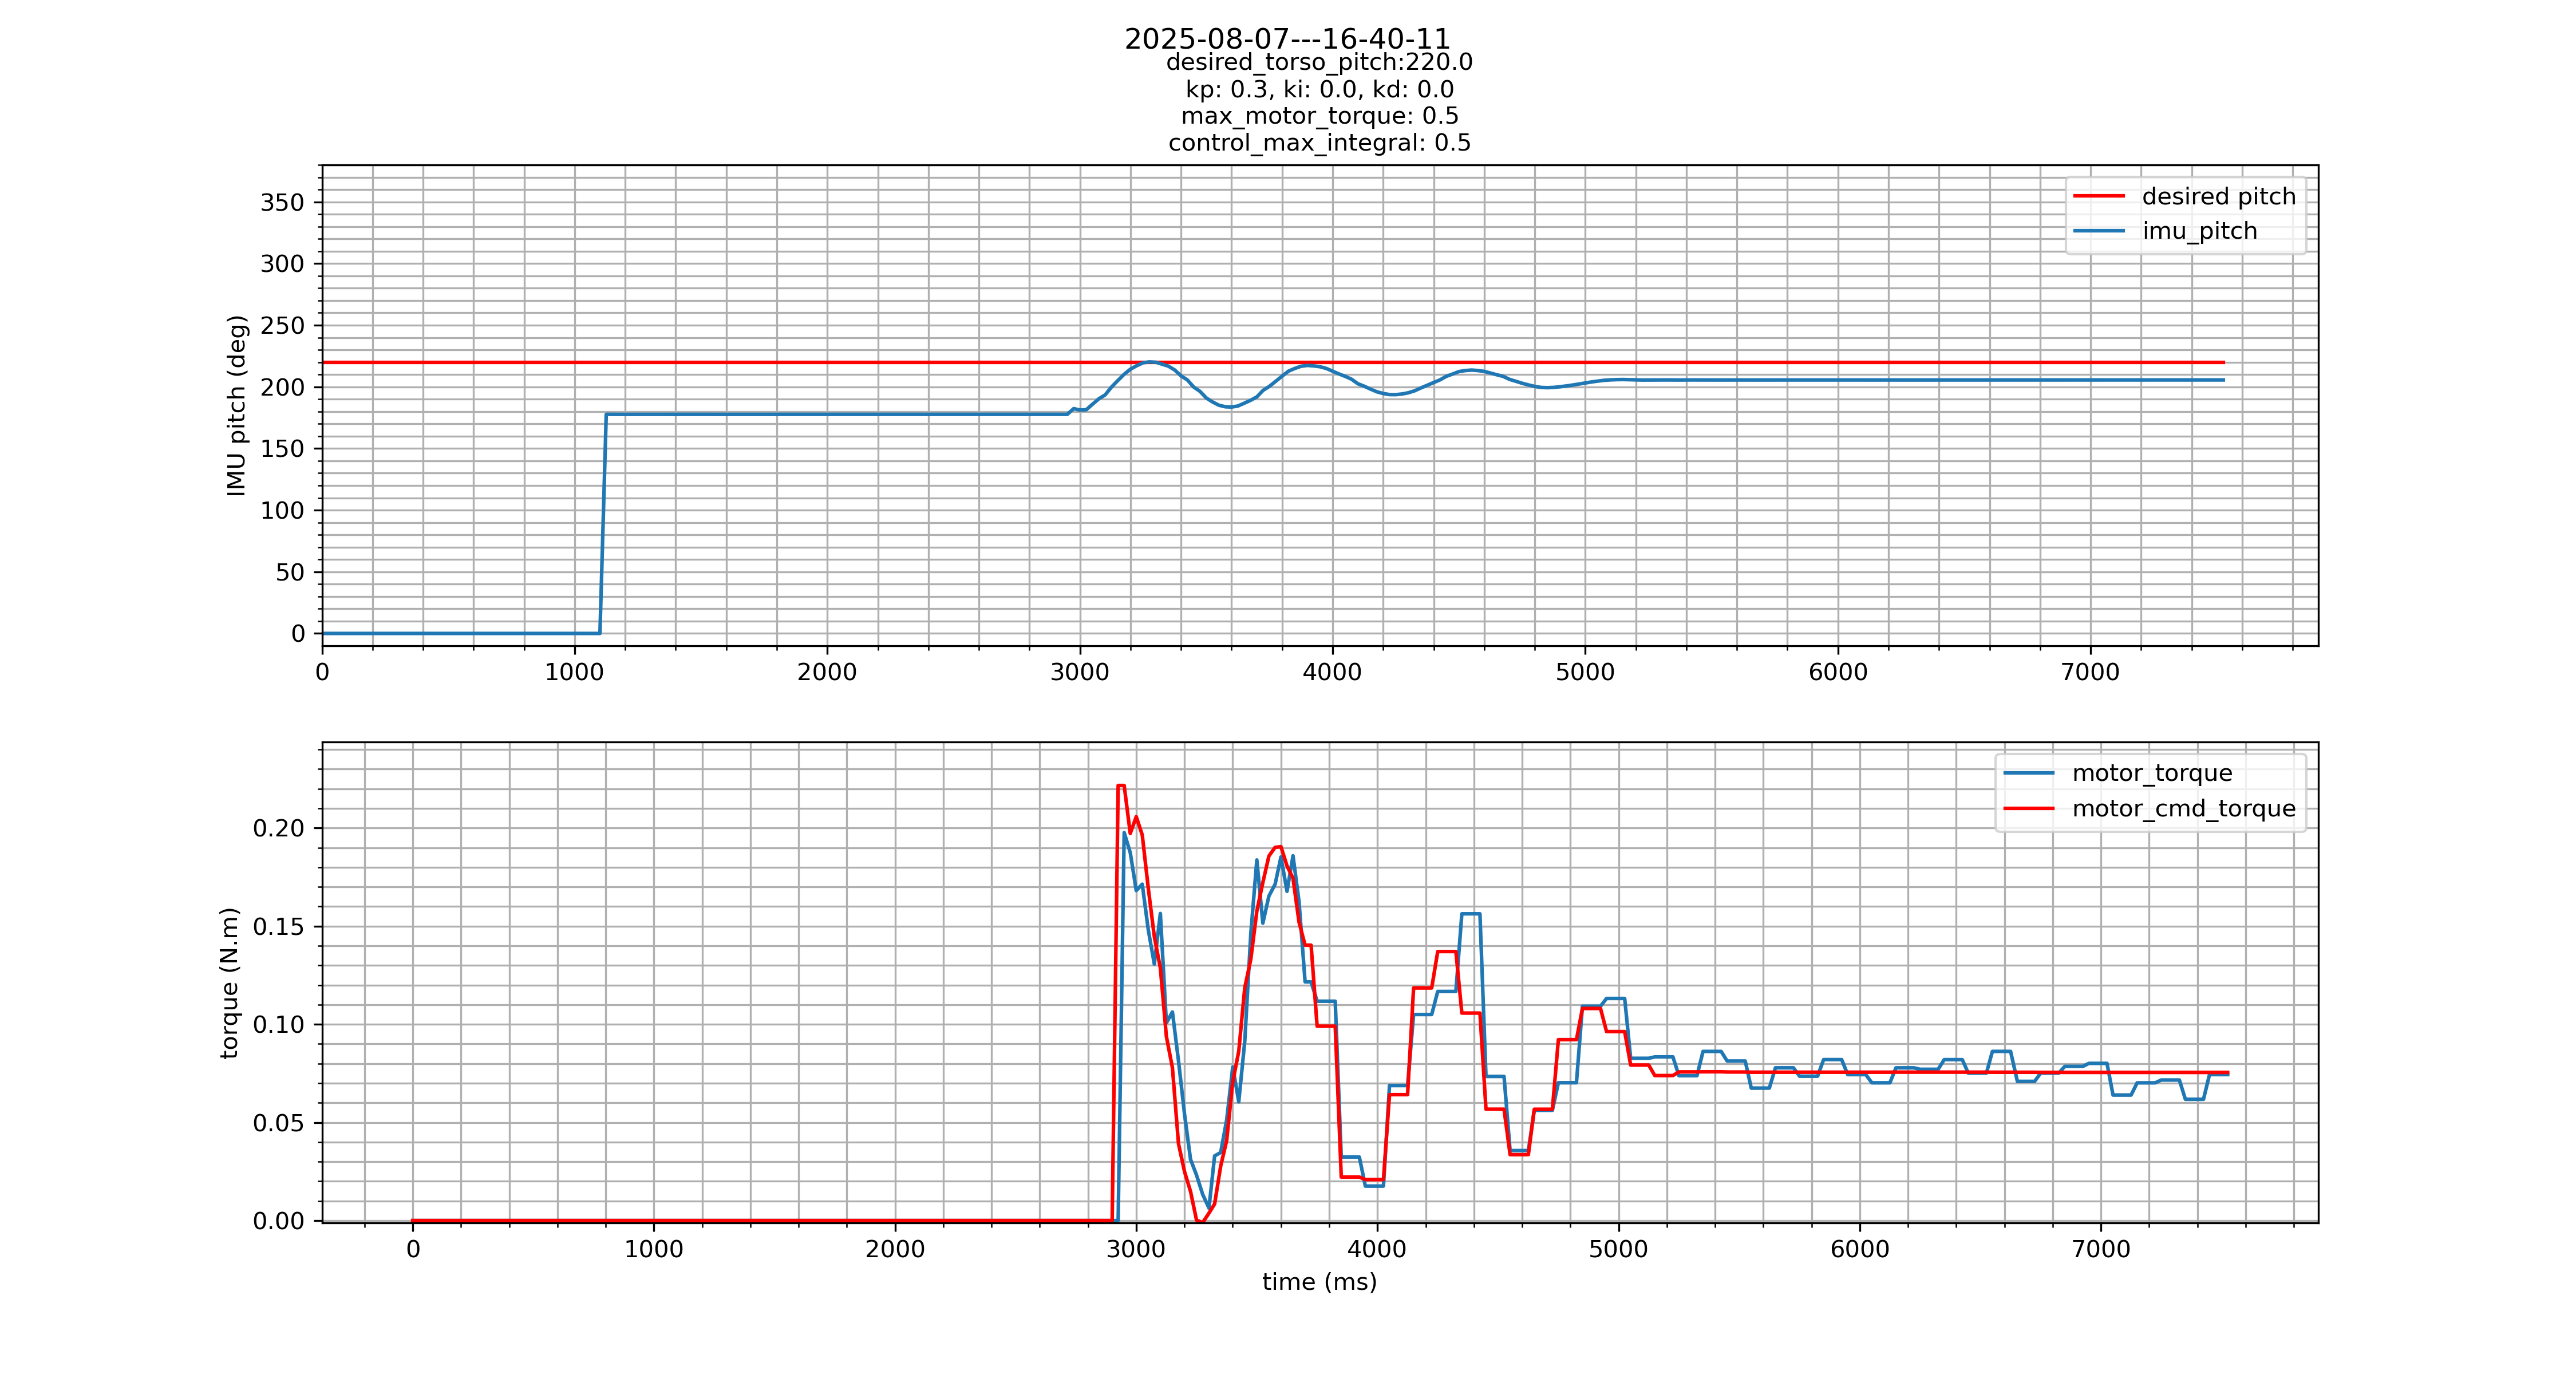 2025-08-07---16-40-11
desired_torso_pitch:220.0
kp: 0.3, ki: 0.0, kd: 0.0
max_motor_torque: 0.5
control_max_integral: 0.5
350
300
250
200
150
100
50
0
IMU pitch (deg)
desired pitch
imu_pitch
0 1000 2000 3000 4000 5000 6000 7000
0.20
0.15
0.10
0.05
0.00
torque (N.m)
motor_torque
motor_cmd_torque
0 1000 2000 3000 4000 5000 6000 7000
time (ms)